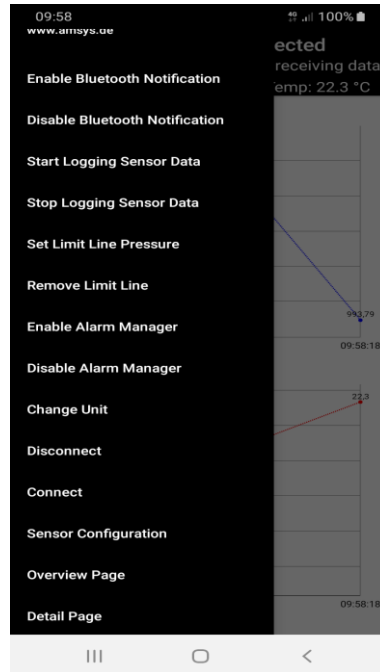 09:58
4G 100%
www.amsys.de
ected
receiving data
Temp: 22.3 °C
Enable Bluetooth Notification
Disable Bluetooth Notification
Start Logging Sensor Data
Stop Logging Sensor Data
Set Limit Line Pressure
Remove Limit Line
Enable Alarm Manager
Disable Alarm Manager
Change Unit
Disconnect
Connect
Sensor Configuration
Overview Page
Detail Page
993,79
09:58:18
22,3
09:58:18